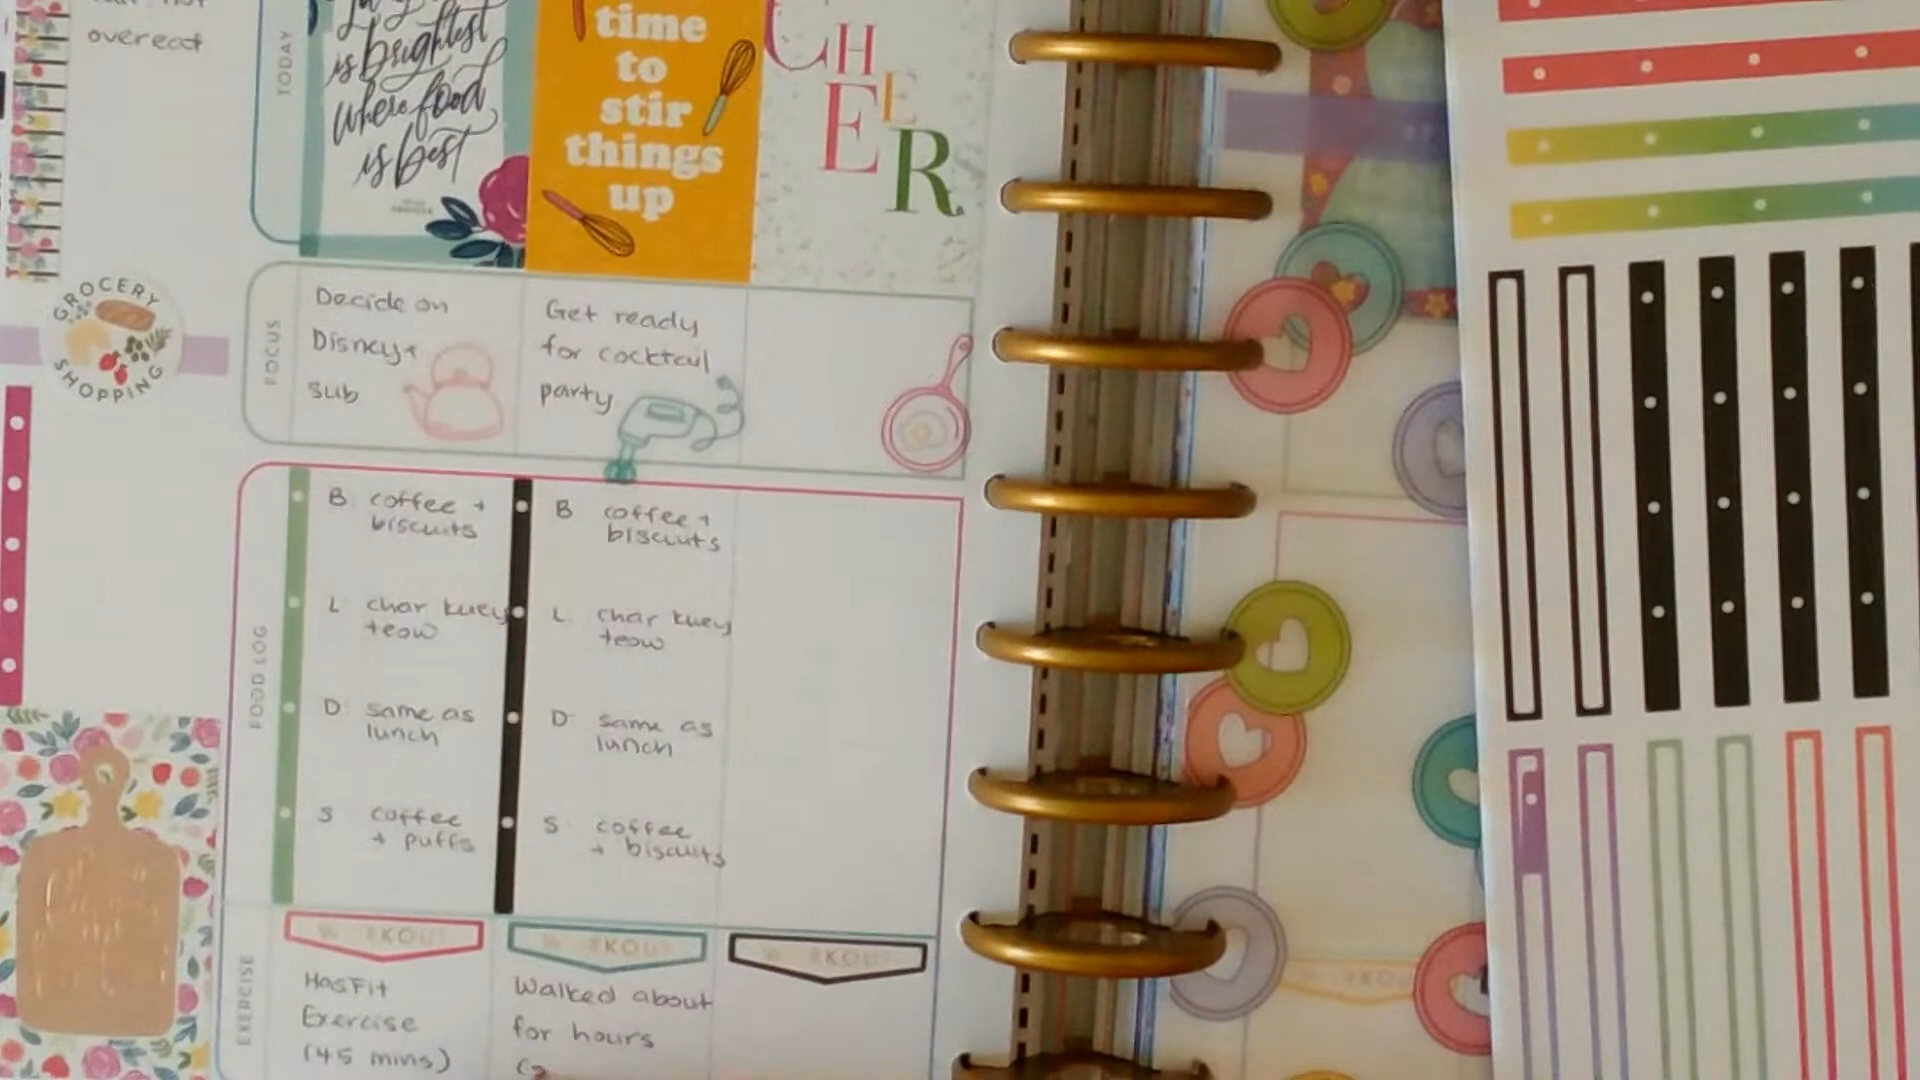 overeat
TODAY
is brightest
where food
is best
time
to
stir
things
up
CHEER
GROCERY
SHOPPING
FOCUS
Decide on
Disney+
sub
Get ready
for cocktail
party
FOOD LOG
B coffee +
biscuits
L char kuey
teow
D same as
lunch
S coffee
+ puffs
B coffee +
biscuits
L char kuey
teow
D same as
lunch
S coffee
+ biscuits
EXERCISE
HasFit
Exercise
(45 mins)
Walked about
for hours